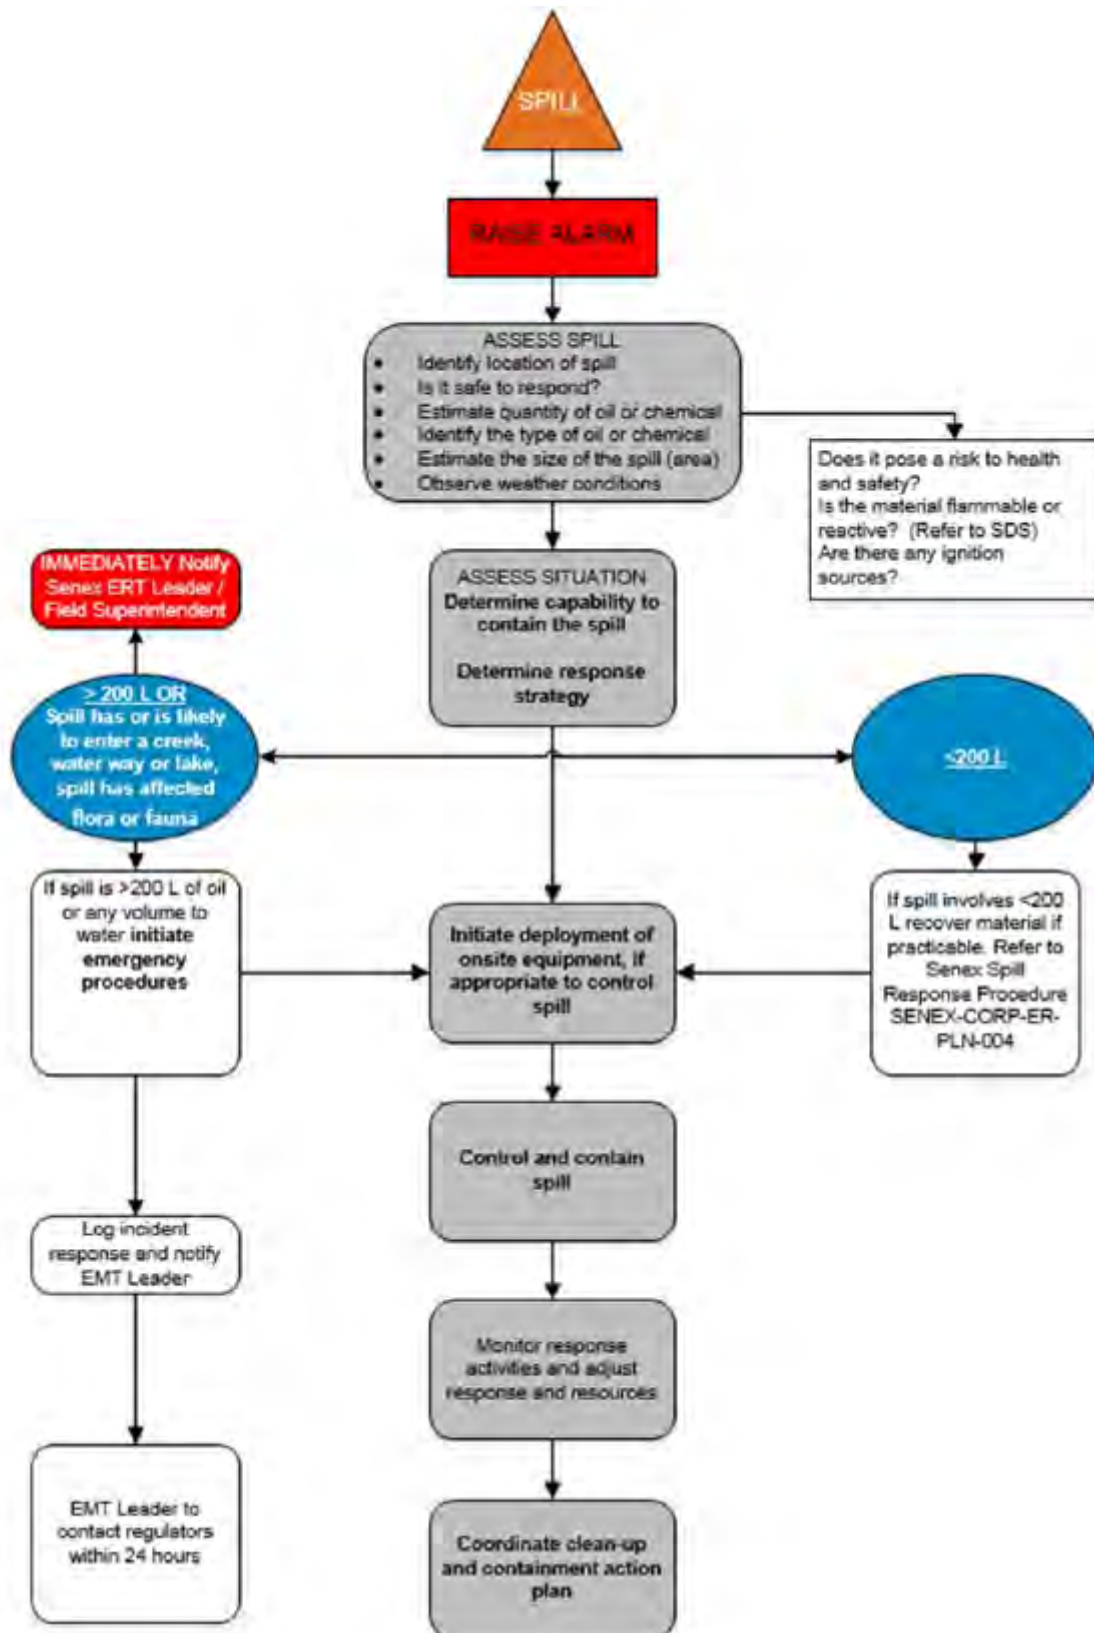 SPILL
RAISE ALARM
ASSESS SPILL
• Identify location of spill
• Is it safe to respond?
• Estimate quantity of oil or chemical
• Identify the type of oil or chemical
• Estimate the size of the spill (area)
• Observe weather conditions
Does it pose a risk to health
and safety?
Is the material flammable or
reactive? (Refer to SDS)
Are there any ignition
sources?
IMMEDIATELY Notify
Senex ERT Leader /
Field Superintendent
ASSESS SITUATION
Determine capability to
contain the spill
Determine response
strategy
> 200 L OR
Spill has or is likely
to enter a creek,
water way or lake,
spill has affected
flora or fauna
<200 L
If spill is >200 L of oil
or any volume to
water initiate
emergency
procedures
Initiate deployment of
onsite equipment, if
appropriate to control
spill
If spill involves <200
L recover material if
practicable. Refer to
Senex Spill
Response Procedure
SENEX-CORP-ER-
PLN-004
Control and contain
spill
Log incident
response and notify
EMT Leader
Monitor response
activities and adjust
response and resources
EMT Leader to
contact regulators
within 24 hours
Coordinate clean-up
and containment action
plan